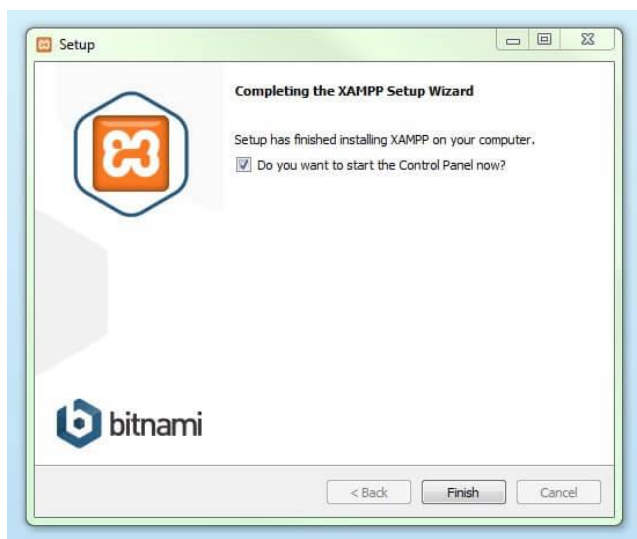 Setup
Completing the XAMPP Setup Wizard
Setup has finished installing XAMPP on your computer.
Do you want to start the Control Panel now?
bitnami
< Back
Finish
Cancel